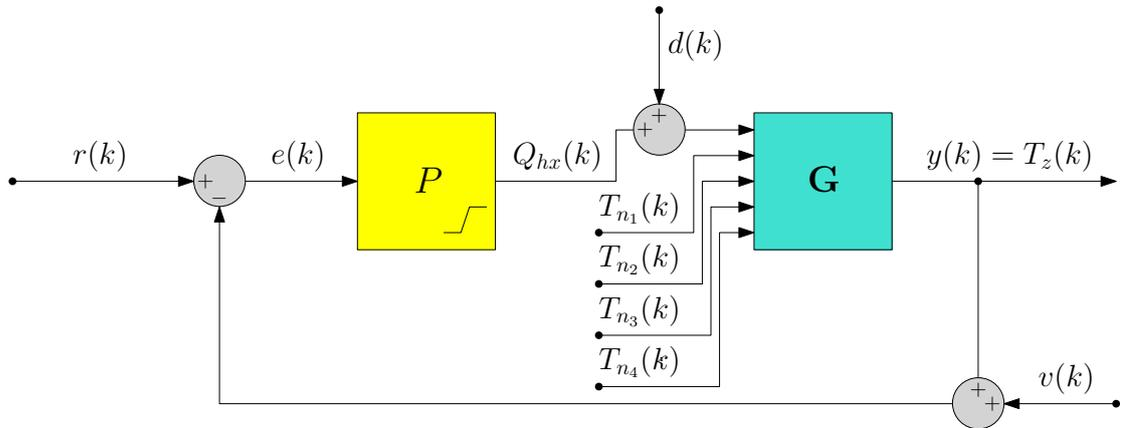 d(k)
r(k)
+
−
e(k)
P
Q_{hx}(k)
+
+
G
y(k) = T_z(k)
T_{n_1}(k)
T_{n_2}(k)
T_{n_3}(k)
T_{n_4}(k)
+
+
v(k)